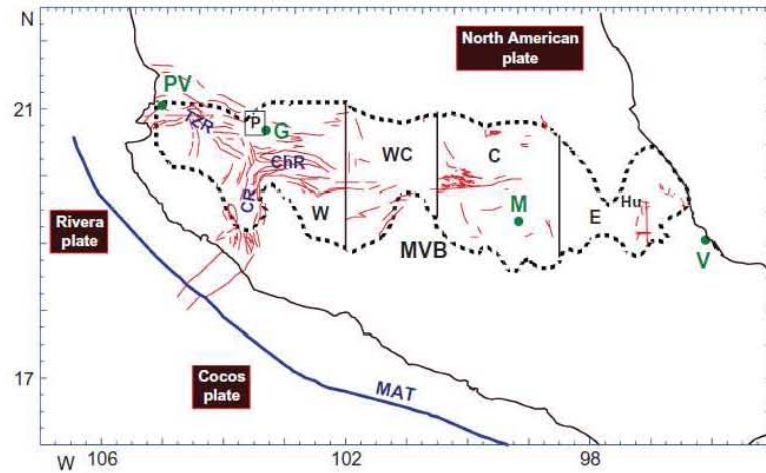 N
North American
plate
21
PV
TZR
P
G
ChR
WC
C
CR
W
M
E
Hu
MVB
V
Rivera
plate
Cocos
plate
17
MAT
W
106
102
98